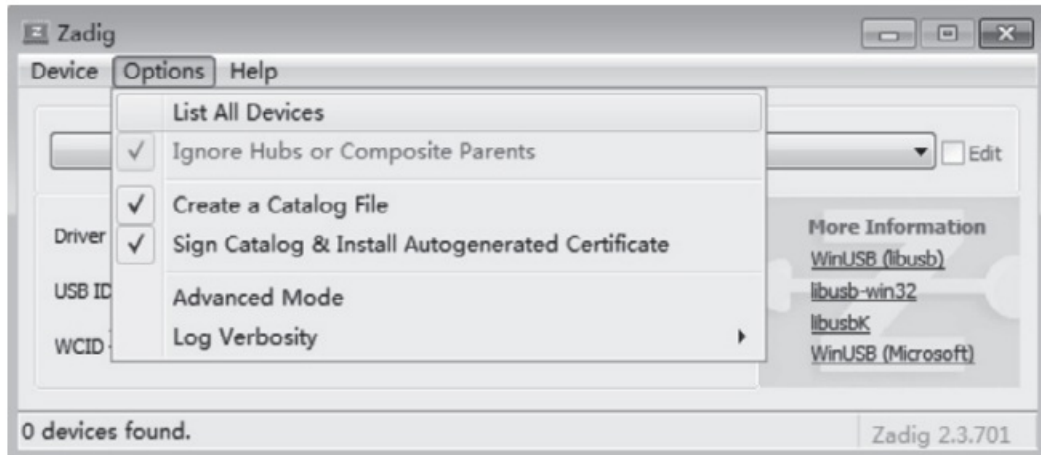 Zadig
Device Options Help
List All Devices
Ignore Hubs or Composite Parents
Edit
Create a Catalog File
Sign Catalog & Install Autogenerated Certificate
Advanced Mode
Log Verbosity
Driver
USB ID
WCID
More Information
WinUSB (libusb)
libusb-win32
libusbK
WinUSB (Microsoft)
0 devices found.
Zadig 2.3.701